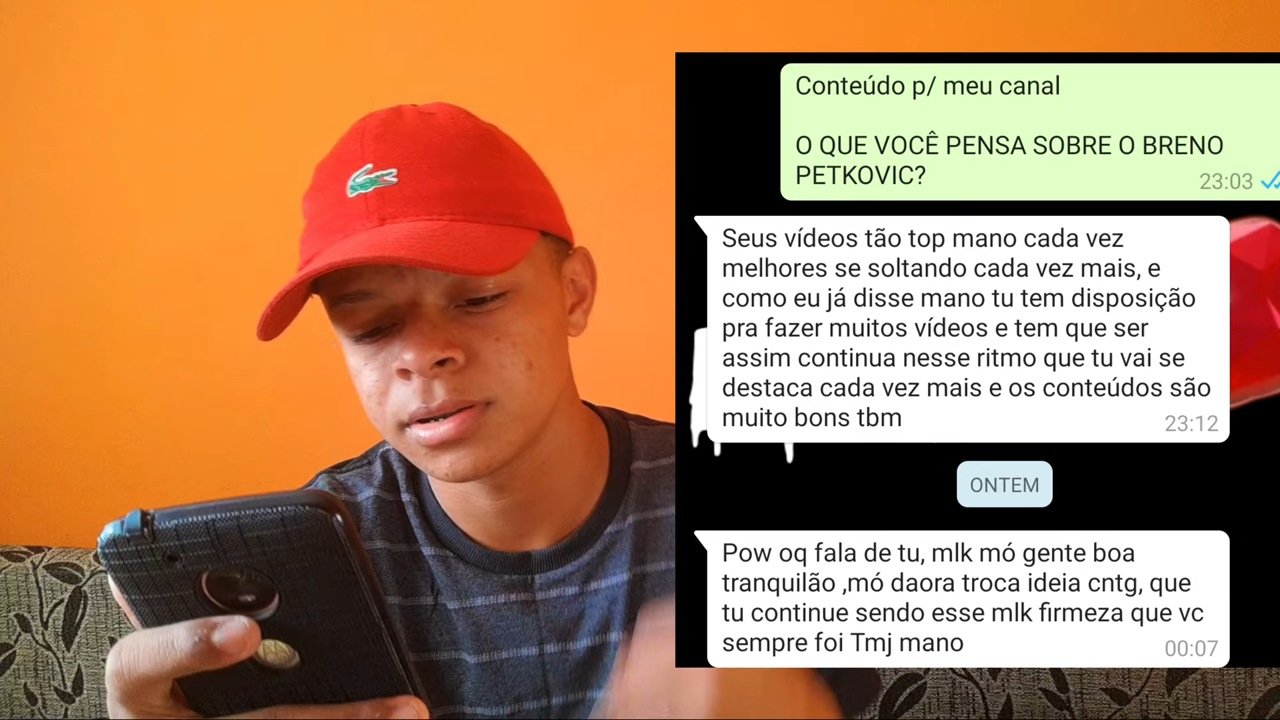 Conteúdo p/ meu canal
O QUE VOCÊ PENSA SOBRE O BRENO
PETKOVIC?
23:03
Seus vídeos tão top mano cada vez
melhores se soltando cada vez mais, e
como eu já disse mano tu tem disposição
pra fazer muitos vídeos e tem que ser
assim continua nesse ritmo que tu vai se
destaca cada vez mais e os conteúdos são
muito bons tbm
23:12
ONTEM
Pow oq fala de tu, mlk mó gente boa
tranquilão ,mó daora troca ideia cntg, que
tu continue sendo esse mlk firmeza que vc
sempre foi Tmj mano
00:07